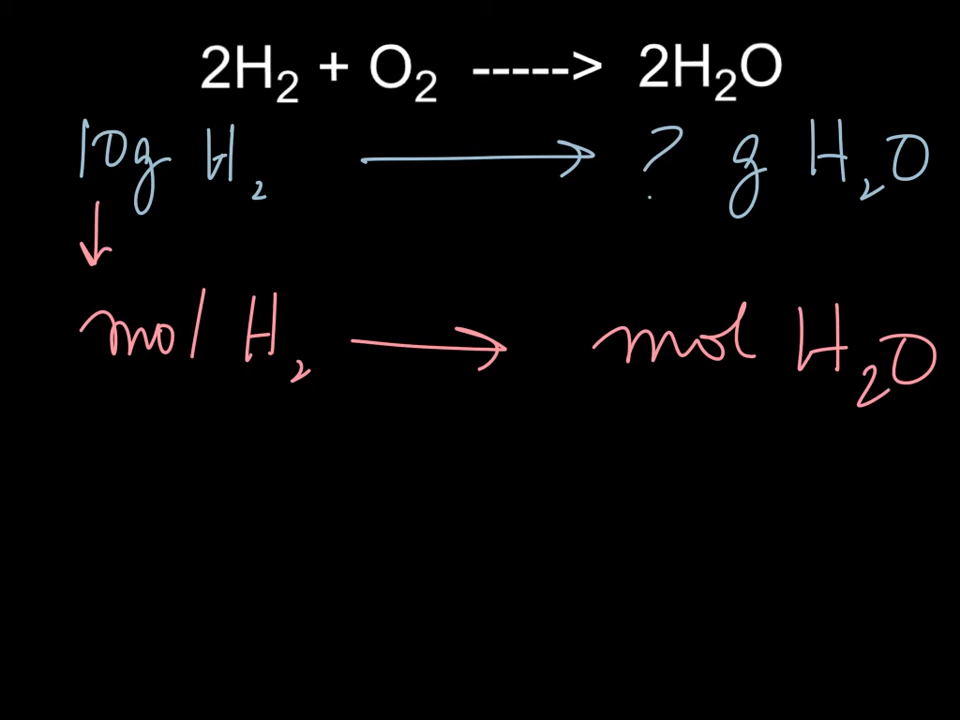 2H₂ + O₂ -----> 2H₂O
10g H₂ → ? g H₂O
↓
mol H₂ → mol H₂O